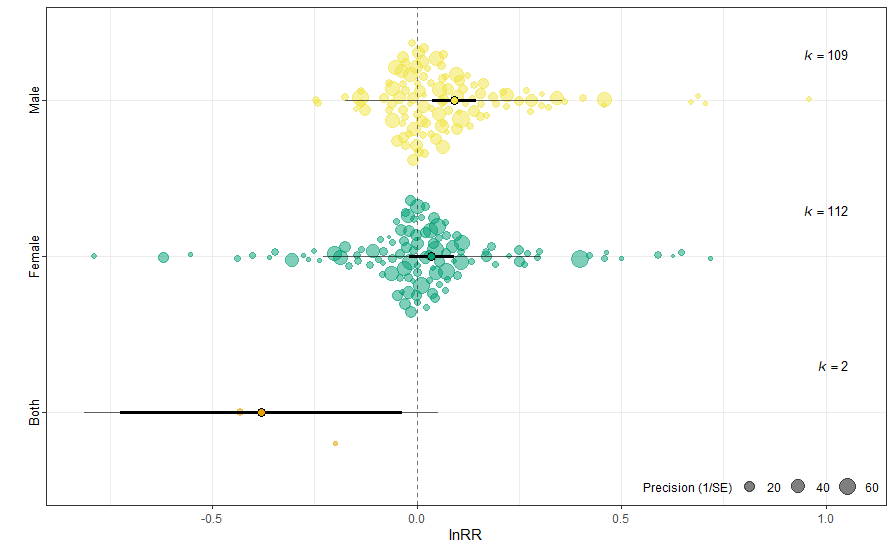 Male
k = 109
Female
k = 112
Both
k = 2
Precision (1/SE) 20 40 60
-0.5 0.0 0.5 1.0
lnRR